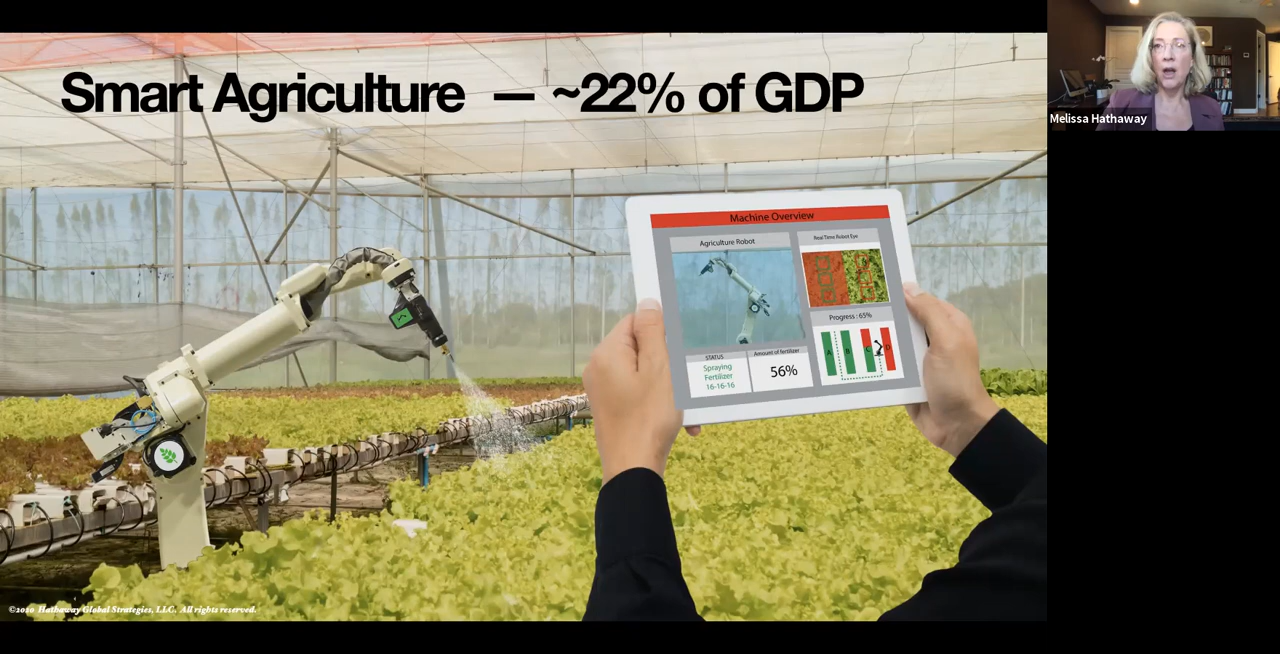 Smart Agriculture — ~22% of GDP
Melissa Hathaway
Machine Overview
Agriculture Robot
Real Time Robot Eye
Progress : 65%
A B C D
STATUS
Spraying
Fertilizer
16-16-16
Amount of fertilizer
56%
©2020 Hathaway Global Strategies, LLC. All rights reserved.